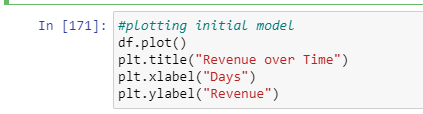 In [171]: #plotting initial model
df.plot()
plt.title("Revenue over Time")
plt.xlabel("Days")
plt.ylabel("Revenue")